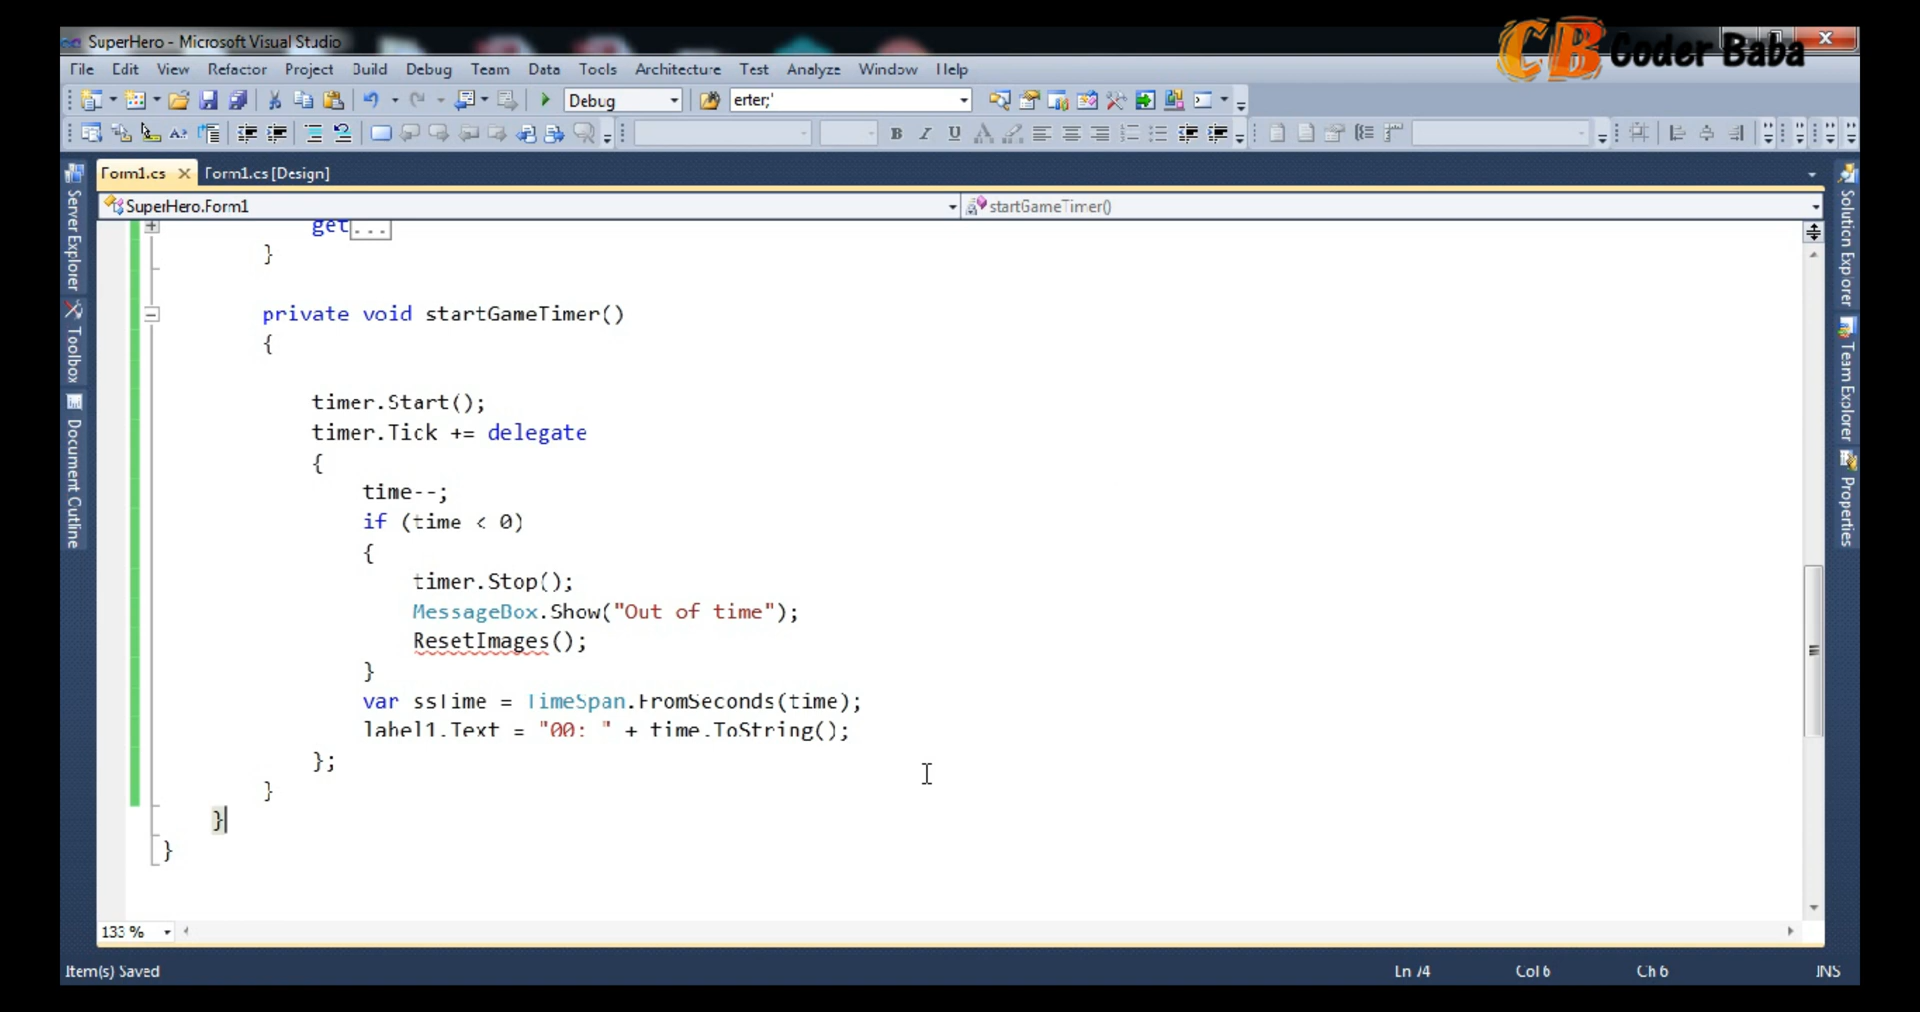 SuperHero - Microsoft Visual Studio
CB Coder Baba
File Edit View Refactor Project Build Debug Team Data Tools Architecture Test Analyze Window Help
Debug erter;'
Form1.cs Form1.cs [Design]
SuperHero.Form1 startGameTimer()
Server Explorer
Toolbox
Document Outline
get...
}
private void startGameTimer()
{
timer.Start();
timer.Tick += delegate
{
time--;
if (time < 0)
{
timer.Stop();
MessageBox.Show("Out of time");
ResetImages();
}
var ssTime = TimeSpan.FromSeconds(time);
label1.Text = "00: " + time.ToString();
};
}
}
}
Solution Explorer
Team Explorer
Properties
133 %
Item(s) Saved Ln 74 Col 6 Ch 6 INS